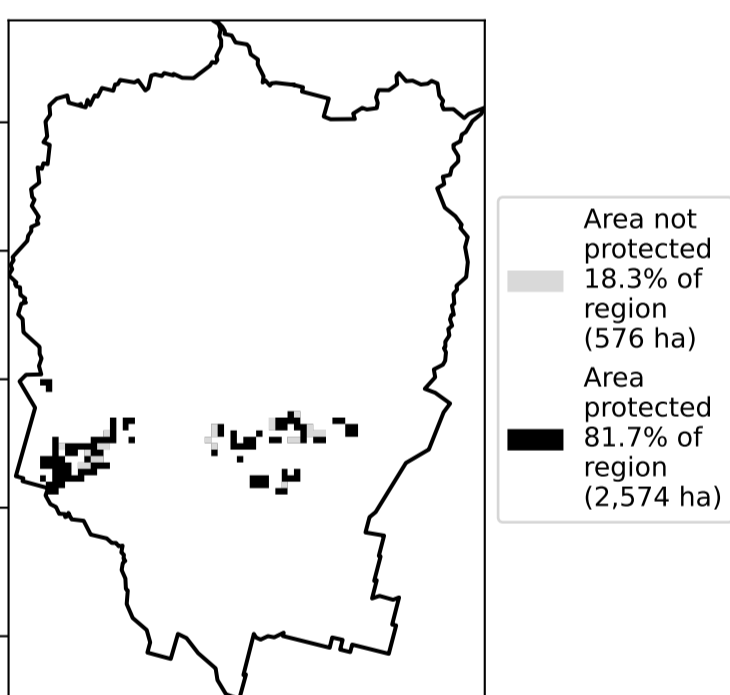 Area not
protected
18.3% of
region
(576 ha)
Area
protected
81.7% of
region
(2,574 ha)